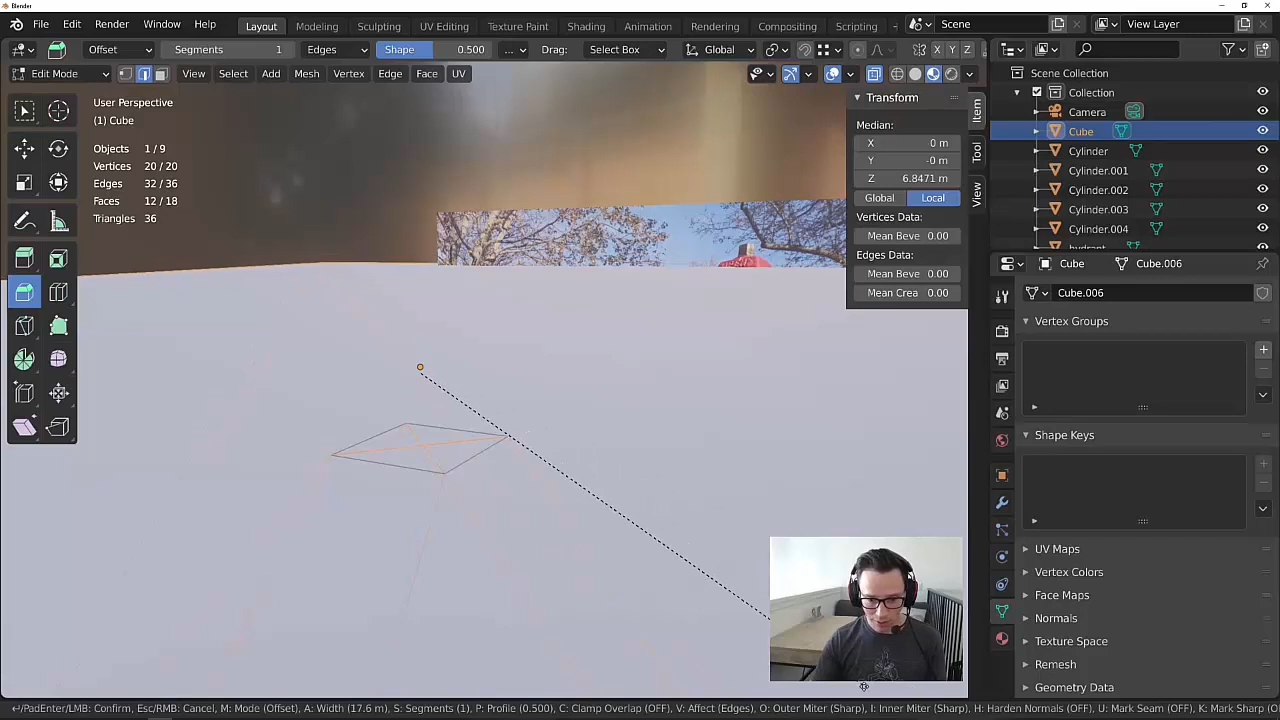 Blender
File Edit Render Window Help Layout Modeling Sculpting UV Editing Texture Paint Shading Animation Rendering Compositing Scripting Scene View Layer
Offset Segments 1 Edges Shape 0.500 ... Drag: Select Box Global X Y Z
Edit Mode View Select Add Mesh Vertex Edge Face UV
User Perspective
(1) Cube
Objects 1/9
Vertices 20/20
Edges 32/36
Faces 12/18
Triangles 36
Transform
Median:
X 0 m
Y -0 m
Z 6.8471 m
Global Local
Vertices Data:
Mean Beve 0.00
Edges Data:
Mean Beve 0.00
Mean Crea 0.00
Item
Tool
View
Scene Collection
Collection
Camera
Cube
Cylinder
Cylinder.001
Cylinder.002
Cylinder.003
Cylinder.004
hydrant
Cube Cube.006
Cube.006
Vertex Groups
Shape Keys
UV Maps
Vertex Colors
Face Maps
Normals
Texture Space
Remesh
Geometry Data
↵/PadEnter/LMB: Confirm, Esc/RMB: Cancel, M: Mode (Offset), A: Width (17.6 m), S: Segments (1), P: Profile (0.500), C: Clamp Overlap (OFF), V: Affect (Edges), O: Outer Miter (Sharp), I: Inner Miter (Sharp), H: Harden Normals (OFF), U: Mark Seam (OFF), K: Mark Sharp (O